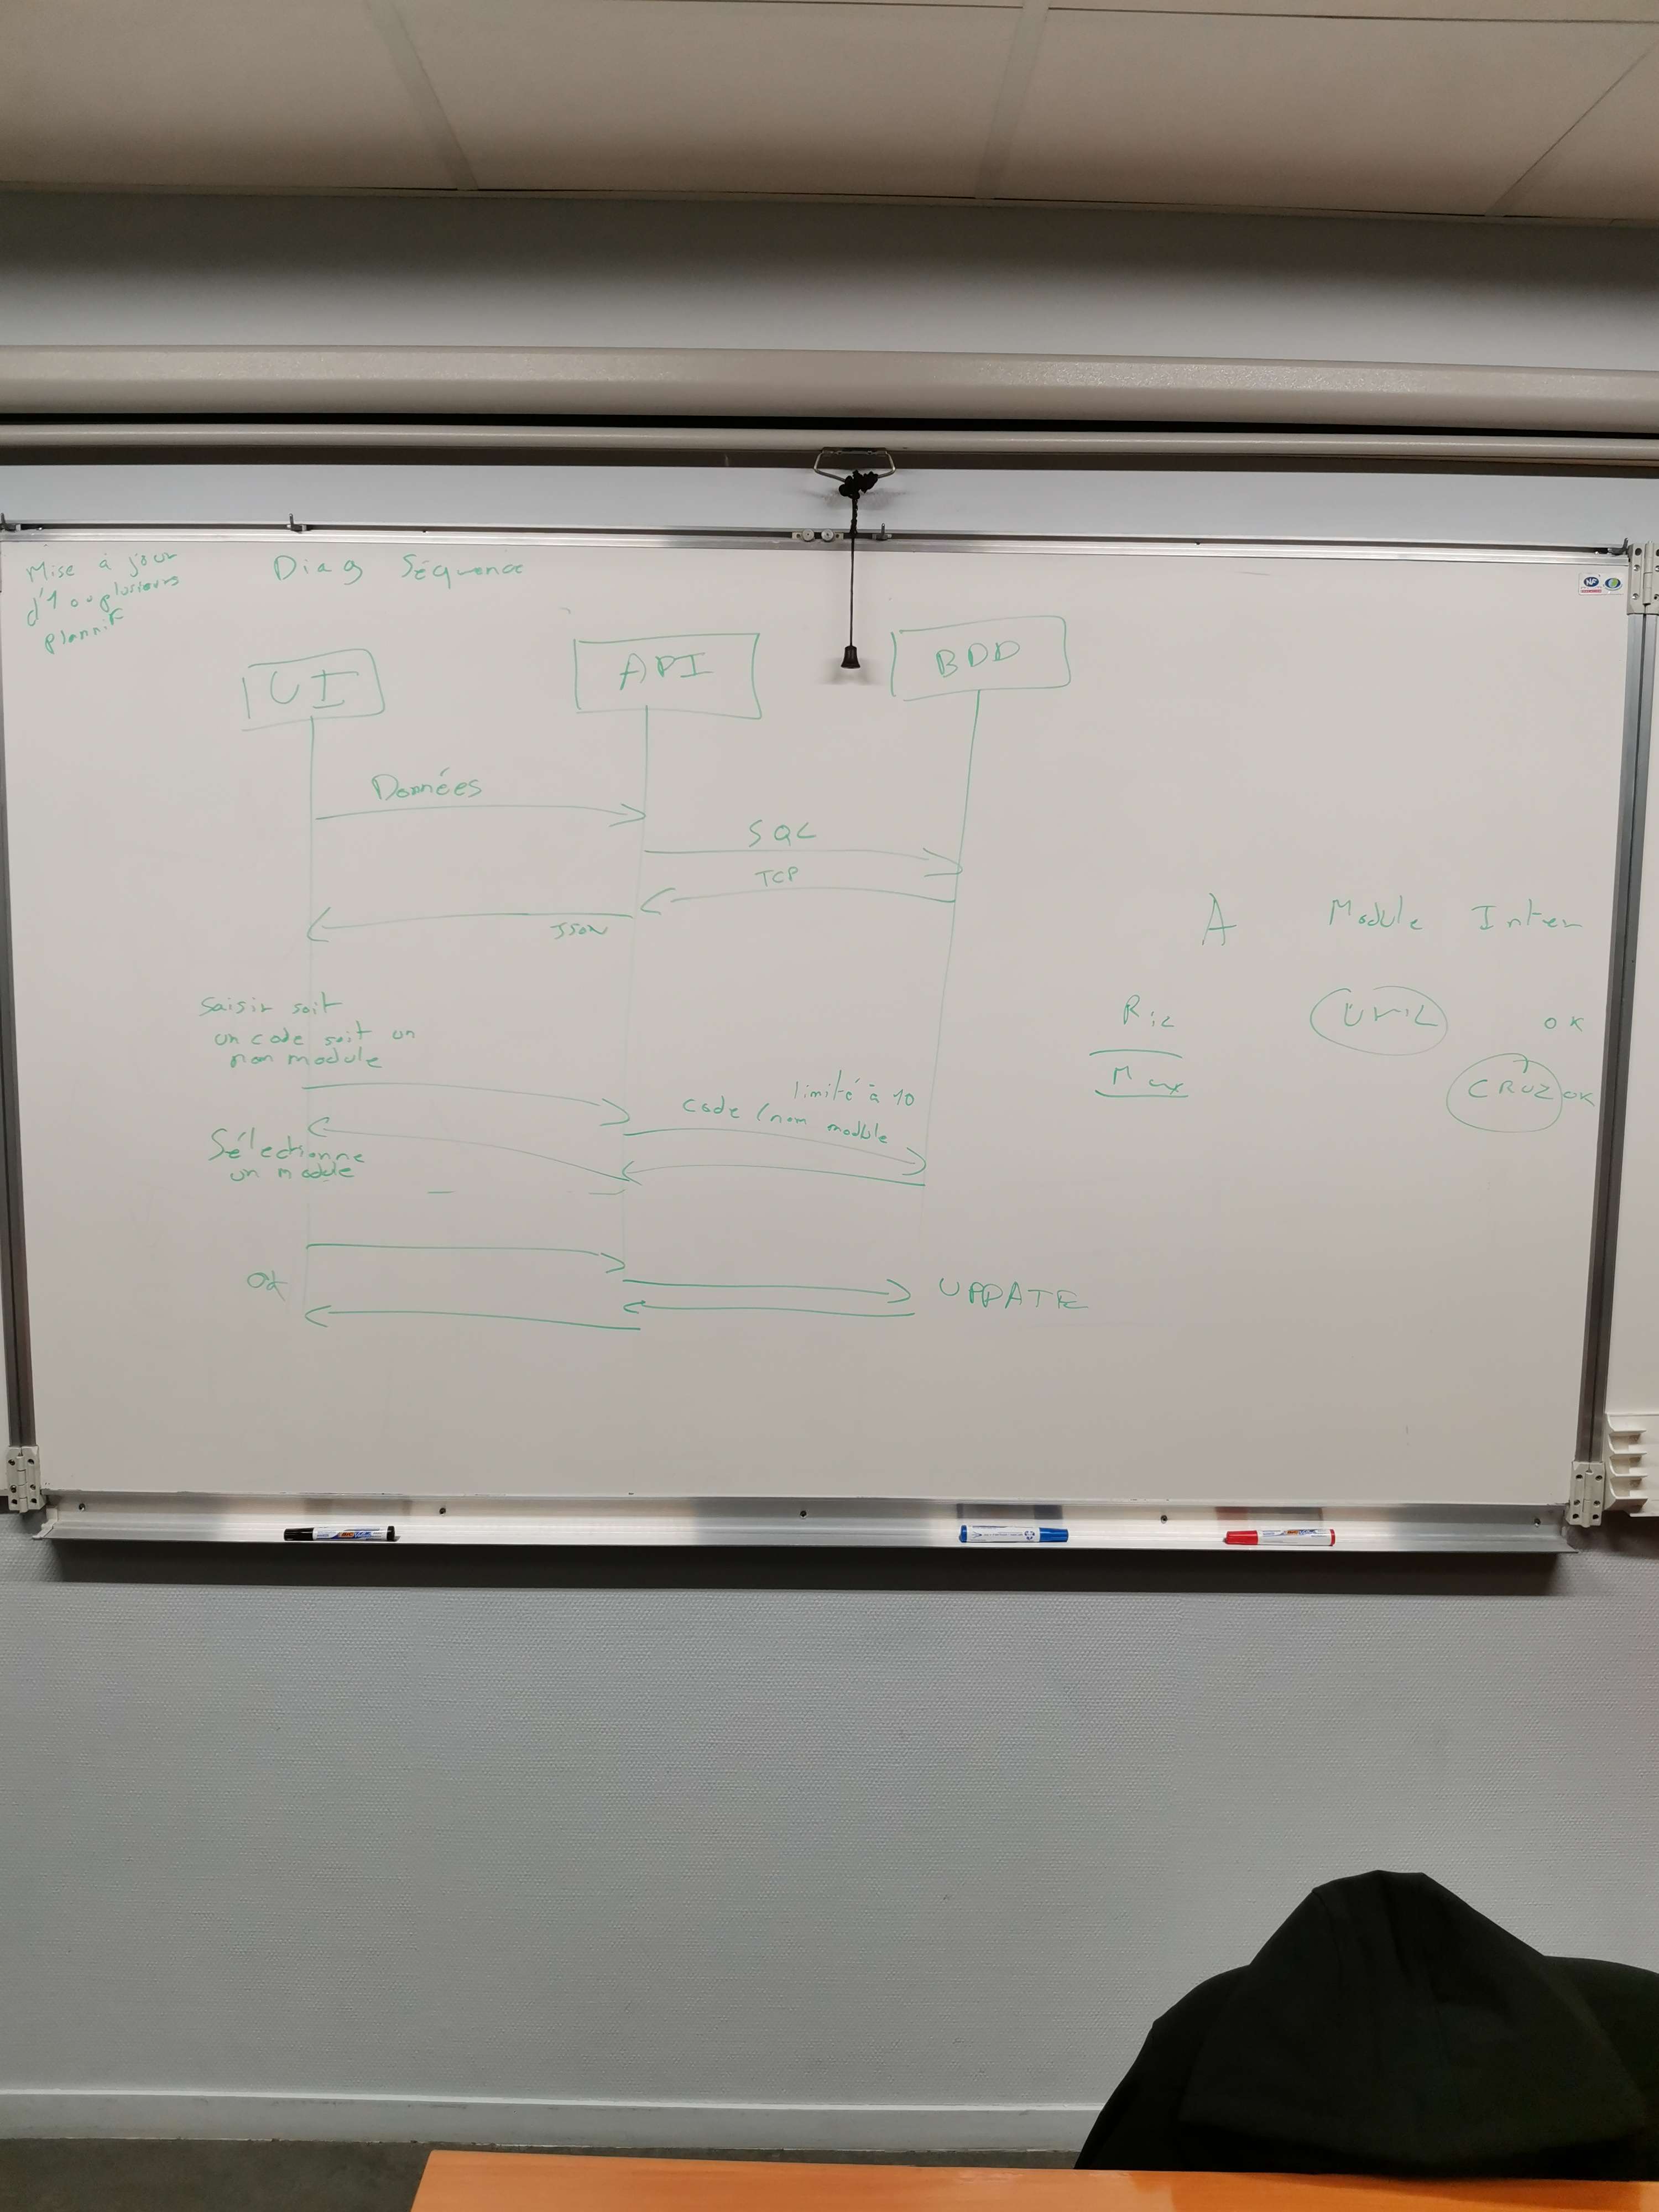 Mise à jour
d'1 ou plusieurs
plannif
Diag Séquence
UI
API
BDD
Données
SQL
TCP
JSON
Saisir soit
un code soit un
nom module
limité à 10
code / nom module
Sélectionne
un module
OK
UPDATE
A Module Inter
Ric UML OK
Max CRUZ OK